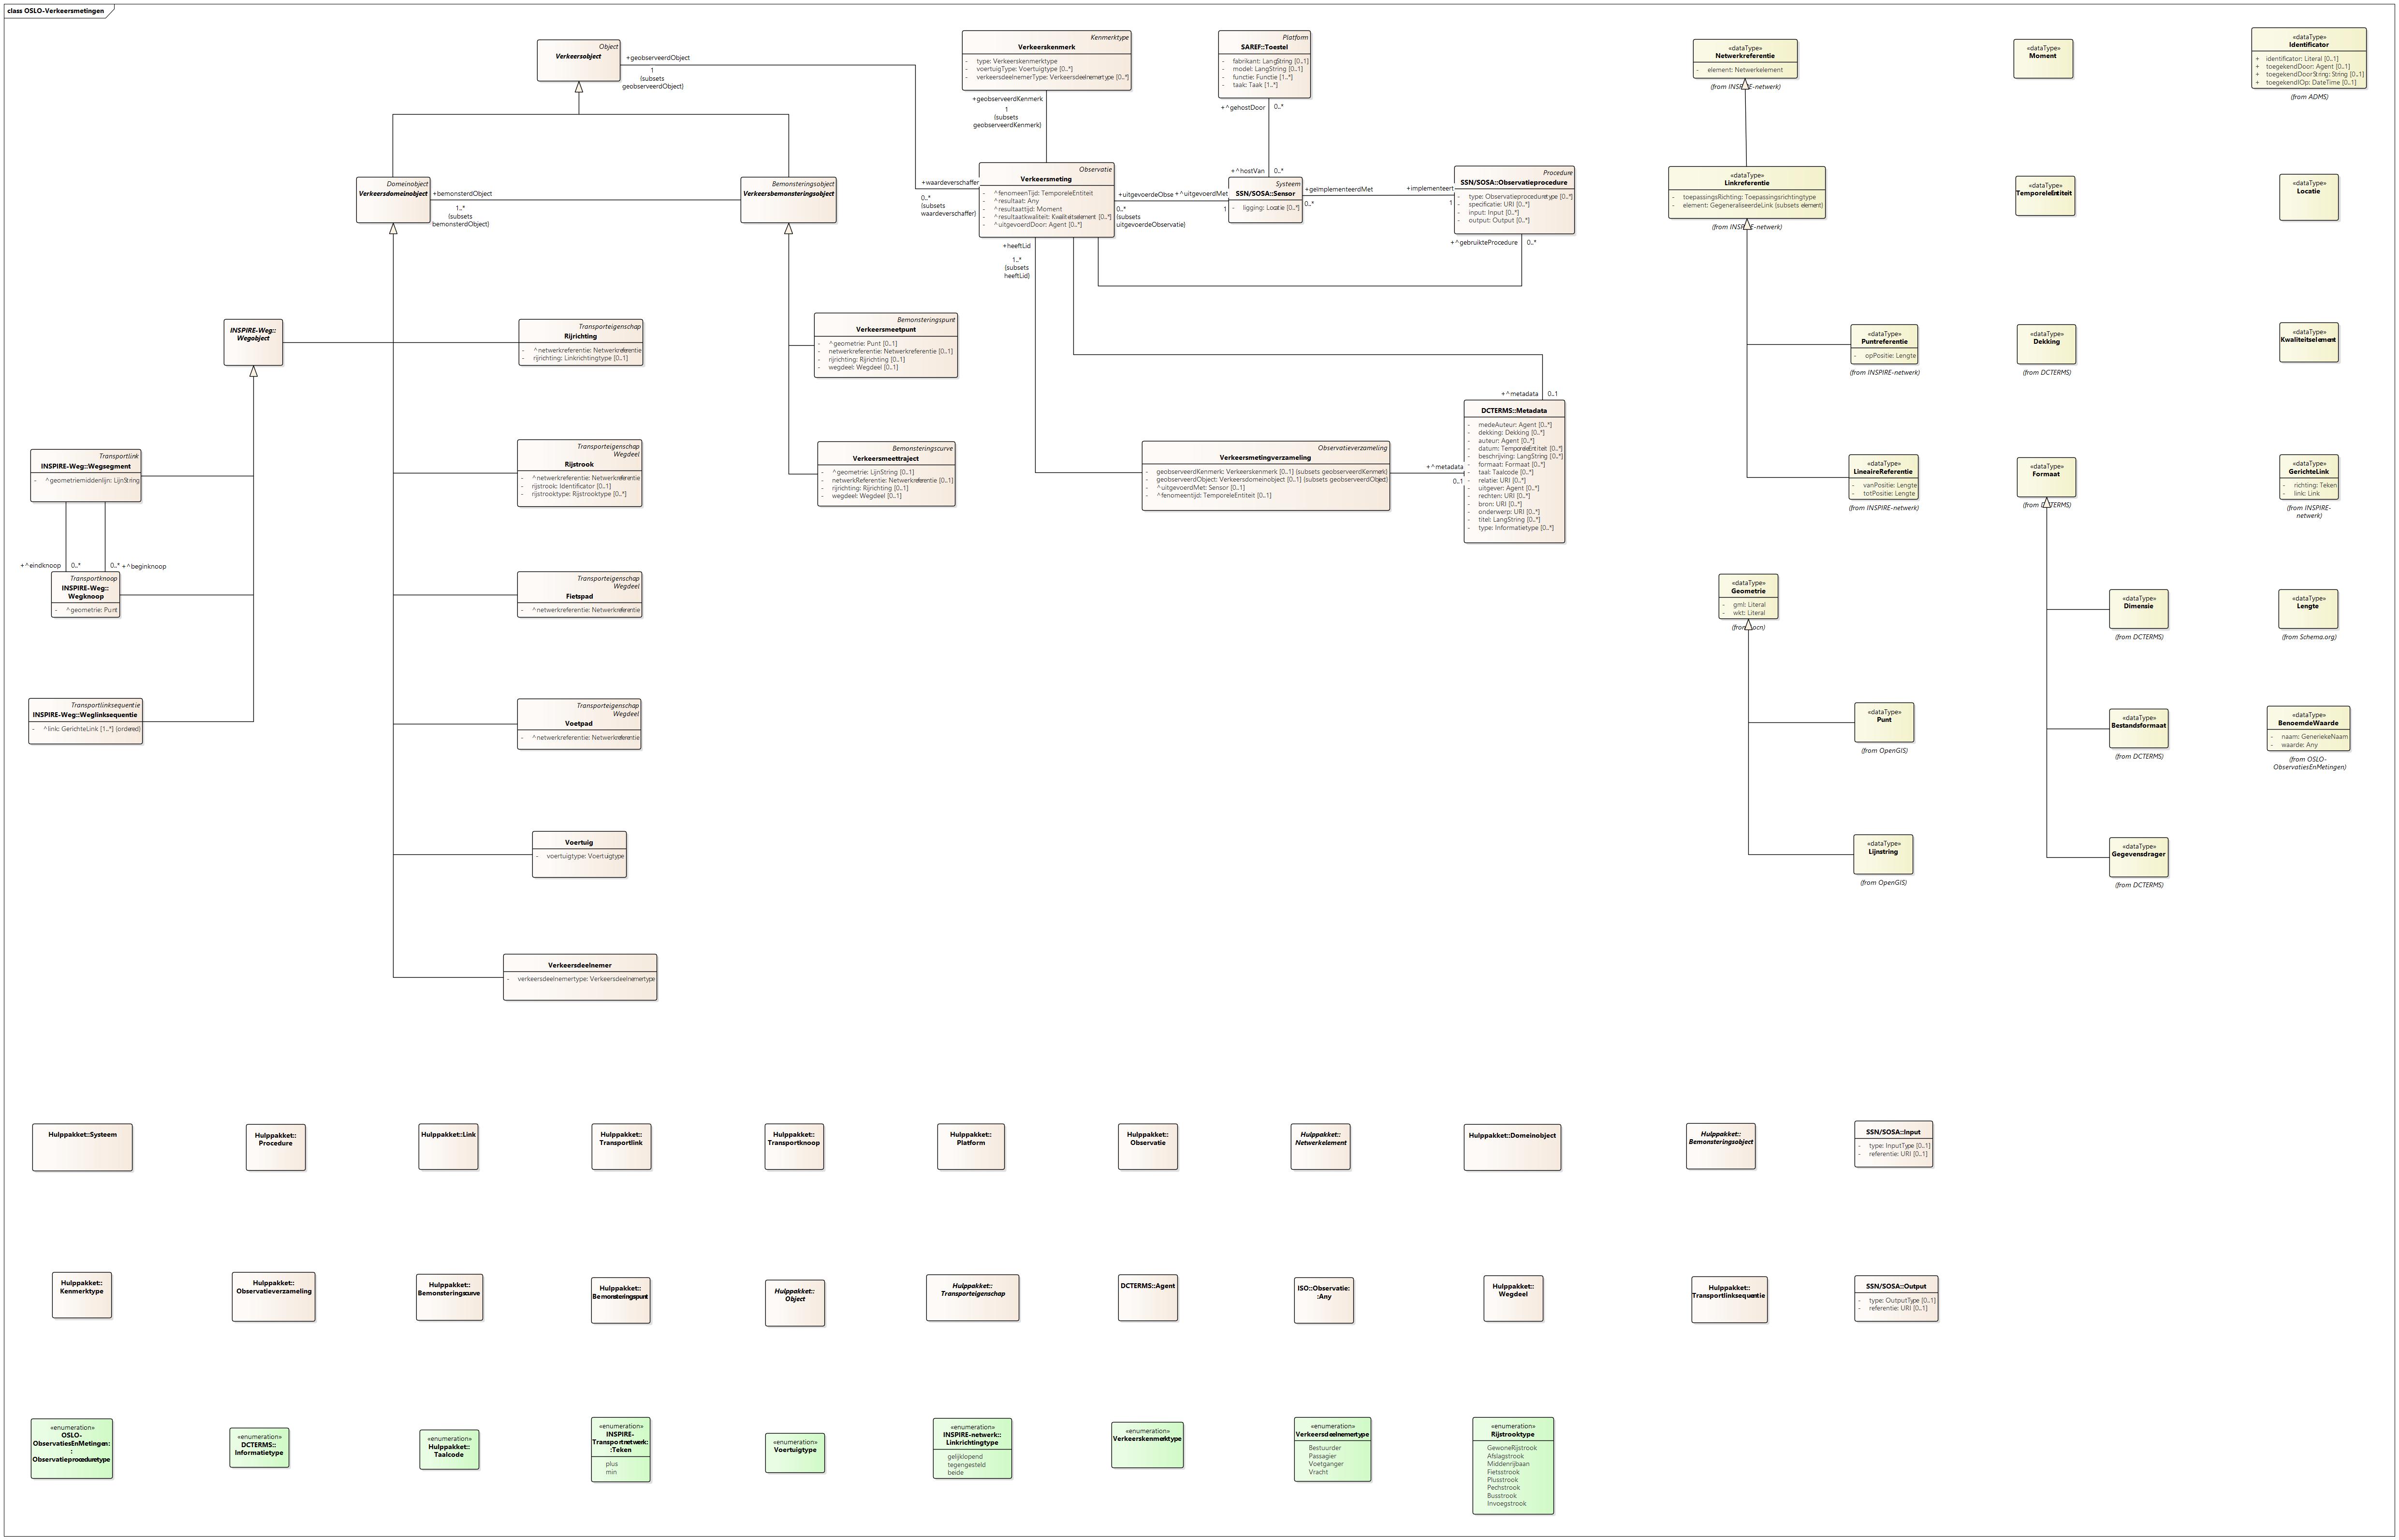 class OSLO-Verkeersmetingen
Object
Verkeersobject
+geobserveerdObject
1
{subsets
geobserveerdObject}
Kenmerktype
Verkeerskenmerk
- type: Verkeerskenmerktype
- voertuigType: Voertuigtype [0..*]
- verkeersdeelnemerType: Verkeersdeelnemertype [0..*]
+geobserveerdKenmerk
1
{subsets
geobserveerdKenmerk}
Platform
SAREF::Toestel
- fabrikant: LangString [0..1]
- model: LangString [0..1]
- functie: Functie [1..*]
- taak: Taak [1..*]
+^gehostDoor 0..*
+^hostVan 0..*
«dataType»
Netwerkreferentie
- element: Netwerkelement
(from INSPIRE-netwerk)
«dataType»
Moment
«dataType»
Identificator
+ identificator: Literal [0..1]
+ toegekendDoor: Agent [0..1]
+ toegekendDoorString: String [0..1]
+ toegekendIOp: DateTime [0..1]
(from ADMS)
Domeinobject
Verkeersdomeinobject
+bemonsterdObject
1..*
{subsets
bemonsterdObject}
Bemonsteringsobject
Verkeersbemonsteringsobject
+waardeverschaffer
0..*
{subsets
waardeverschaffer}
Observatie
Verkeersmeting
- ^fenomeenTijd: TemporeleEntiteit
- ^resultaat: Any
- ^resultaattijd: Moment
- ^resultaatkwaliteit: Kwaliteitselement [0..*]
- ^uitgevoerdDoor: Agent [0..*]
+uitgevoerdeObse
0..*
{subsets
uitgevoerdeObservatie}
+^uitgevoerdMet
1
Systeem
SSN/SOSA::Sensor
- ligging: Locatie [0..*]
+geïmplementeerdMet
0..*
+implementeert
1
Procedure
SSN/SOSA::Observatieprocedure
- type: Observatieproceduretype [0..*]
- specificatie: URI [0..*]
- input: Input [0..*]
- output: Output [0..*]
+^gebruikteProcedure 0..*
+heeftLid
1..*
{subsets
heeftLid}
«dataType»
Linkreferentie
- toepassingsRichting: Toepassingsrichtingtype
- element: GegeneraliseerdeLink {subsets element}
(from INSPIRE-netwerk)
«dataType»
TemporeleEntiteit
«dataType»
Locatie
INSPIRE-Weg::
Wegobject
Transporteigenschap
Rijrichting
- ^netwerkreferentie: Netwerkreferentie
- rijrichting: Linkrichtingtype [0..1]
Bemonsteringspunt
Verkeersmeetpunt
- ^geometrie: Punt [0..1]
- netwerkreferentie: Netwerkreferentie [0..1]
- rijrichting: Rijrichting [0..1]
- wegdeel: Wegdeel [0..1]
«dataType»
Puntreferentie
- opPositie: Lengte
(from INSPIRE-netwerk)
«dataType»
Dekking
(from DCTERMS)
«dataType»
Kwaliteitselement
+^metadata 0..1
DCTERMS::Metadata
- medeAuteur: Agent [0..*]
- dekking: Dekking [0..*]
- auteur: Agent [0..*]
- datum: TemporeleEntiteit [0..*]
- beschrijving: LangString [0..*]
- formaat: Formaat [0..*]
- taal: Taalcode [0..*]
- relatie: URI [0..*]
- uitgever: Agent [0..*]
- rechten: URI [0..*]
- bron: URI [0..*]
- onderwerp: URI [0..*]
- titel: LangString [0..*]
- type: Informatietype [0..*]
Transportlink
INSPIRE-Weg::Wegsegment
- ^geometriemiddenlijn: LijnString
Transporteigenschap
Wegdeel
Rijstrook
- ^netwerkreferentie: Netwerkreferentie
- rijstrook: Identificator [0..1]
- rijstrooktype: Rijstrooktype [0..*]
Bemonsteringscurve
Verkeersmeettraject
- ^geometrie: LijnString [0..1]
- netwerkReferentie: Netwerkreferentie [0..1]
- rijrichting: Rijrichting [0..1]
- wegdeel: Wegdeel [0..1]
Observatieverzameling
Verkeersmetingverzameling
- geobserveerdKenmerk: Verkeerskenmerk [0..1] {subsets geobserveerdKenmerk}
- geobserveerdObject: Verkeersdomeinobject [0..1] {subsets geobserveerdObject}
- ^uitgevoerdMet: Sensor [0..1]
- ^fenomeentijd: TemporeleEntiteit [0..1]
+^metadata
0..1
«dataType»
LineaireReferentie
- vanPositie: Lengte
- totPositie: Lengte
(from INSPIRE-netwerk)
«dataType»
Formaat
(from DCTERMS)
«dataType»
GerichteLink
- richting: Teken
- link: Link
(from INSPIRE-
netwerk)
+^eindknoop 0..* 0..* +^beginknoop
Transportknoop
INSPIRE-Weg::
Wegknoop
- ^geometrie: Punt
Transporteigenschap
Wegdeel
Fietspad
- ^netwerkreferentie: Netwerkreferentie
«dataType»
Geometrie
- gml: Literal
- wkt: Literal
(from locn)
«dataType»
Dimensie
(from DCTERMS)
«dataType»
Lengte
(from Schema.org)
Transportlinksequentie
INSPIRE-Weg::Weglinksequentie
- ^link: GerichteLink [1..*] {ordered}
Transporteigenschap
Wegdeel
Voetpad
- ^netwerkreferentie: Netwerkreferentie
«dataType»
Punt
(from OpenGIS)
«dataType»
Bestandsformaat
(from DCTERMS)
«dataType»
BenoemdeWaarde
- naam: GeneriekeNaam
- waarde: Any
(from OSLO-
ObservatiesEnMetingen)
Voertuig
- voertuigtype: Voertuigtype
«dataType»
Lijnstring
(from OpenGIS)
«dataType»
Gegevensdrager
(from DCTERMS)
Verkeersdeelnemer
- verkeersdeelnemertype: Verkeersdeelnemertype
Hulppakket::Systeem
Hulppakket::
Procedure
Hulppakket::Link
Hulppakket::
Transportlink
Hulppakket::
Transportknoop
Hulppakket::
Platform
Hulppakket::
Observatie
Hulppakket::
Netwerkelement
Hulppakket::Domeinobject
Hulppakket::
Bemonsteringsobject
SSN/SOSA::Input
- type: InputType [0..1]
- referentie: URI [0..1]
Hulppakket::
Kenmerktype
Hulppakket::
Observatieverzameling
Hulppakket::
Bemonsteringscurve
Hulppakket::
Bemonsteringspunt
Hulppakket::
Object
Hulppakket::
Transporteigenschap
DCTERMS::Agent
ISO::Observatie:
:Any
Hulppakket::
Wegdeel
Hulppakket::
Transportlinksequentie
SSN/SOSA::Output
- type: OutputType [0..1]
- referentie: URI [0..1]
«enumeration»
OSLO-
ObservatiesEnMetingen:
:
Observatieproceduretype
«enumeration»
DCTERMS::
Informatietype
«enumeration»
Hulppakket::
Taalcode
«enumeration»
INSPIRE-
Transportnetwerk:
:Teken
plus
min
«enumeration»
Voertuigtype
«enumeration»
INSPIRE-netwerk::
Linkrichtingtype
gelijklopend
tegengesteld
beide
«enumeration»
Verkeerskenmerktype
«enumeration»
Verkeersdeelnemertype
Bestuurder
Passagier
Voetganger
Vracht
«enumeration»
Rijstrooktype
GewoneRijstrook
Afslagstrook
Middenrijbaan
Fietsstrook
Plusstrook
Pechstrook
Busstrook
Invoegstrook